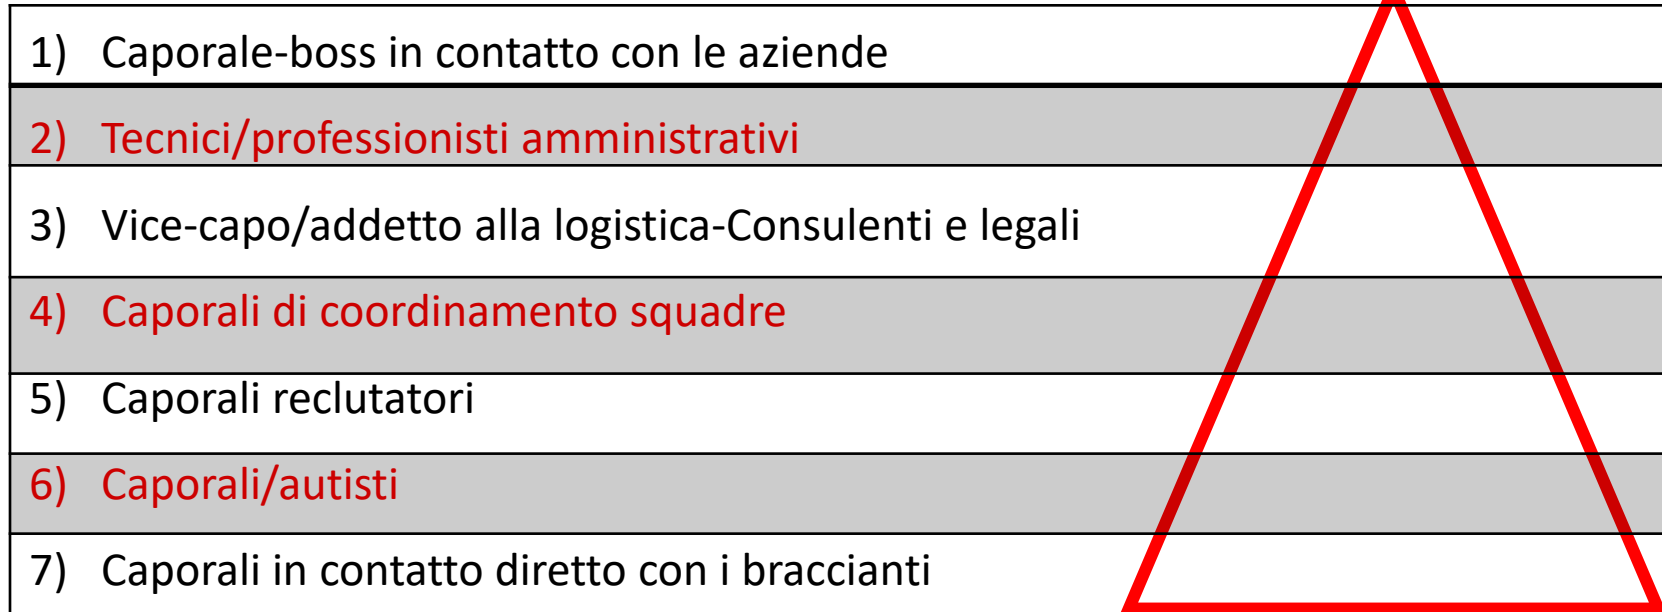 1) Caporale-boss in contatto con le aziende
2) Tecnici/professionisti amministrativi
3) Vice-capo/addetto alla logistica-Consulenti e legali
4) Caporali di coordinamento squadre
5) Caporali reclutatori
6) Caporali/autisti
7) Caporali in contatto diretto con i braccianti